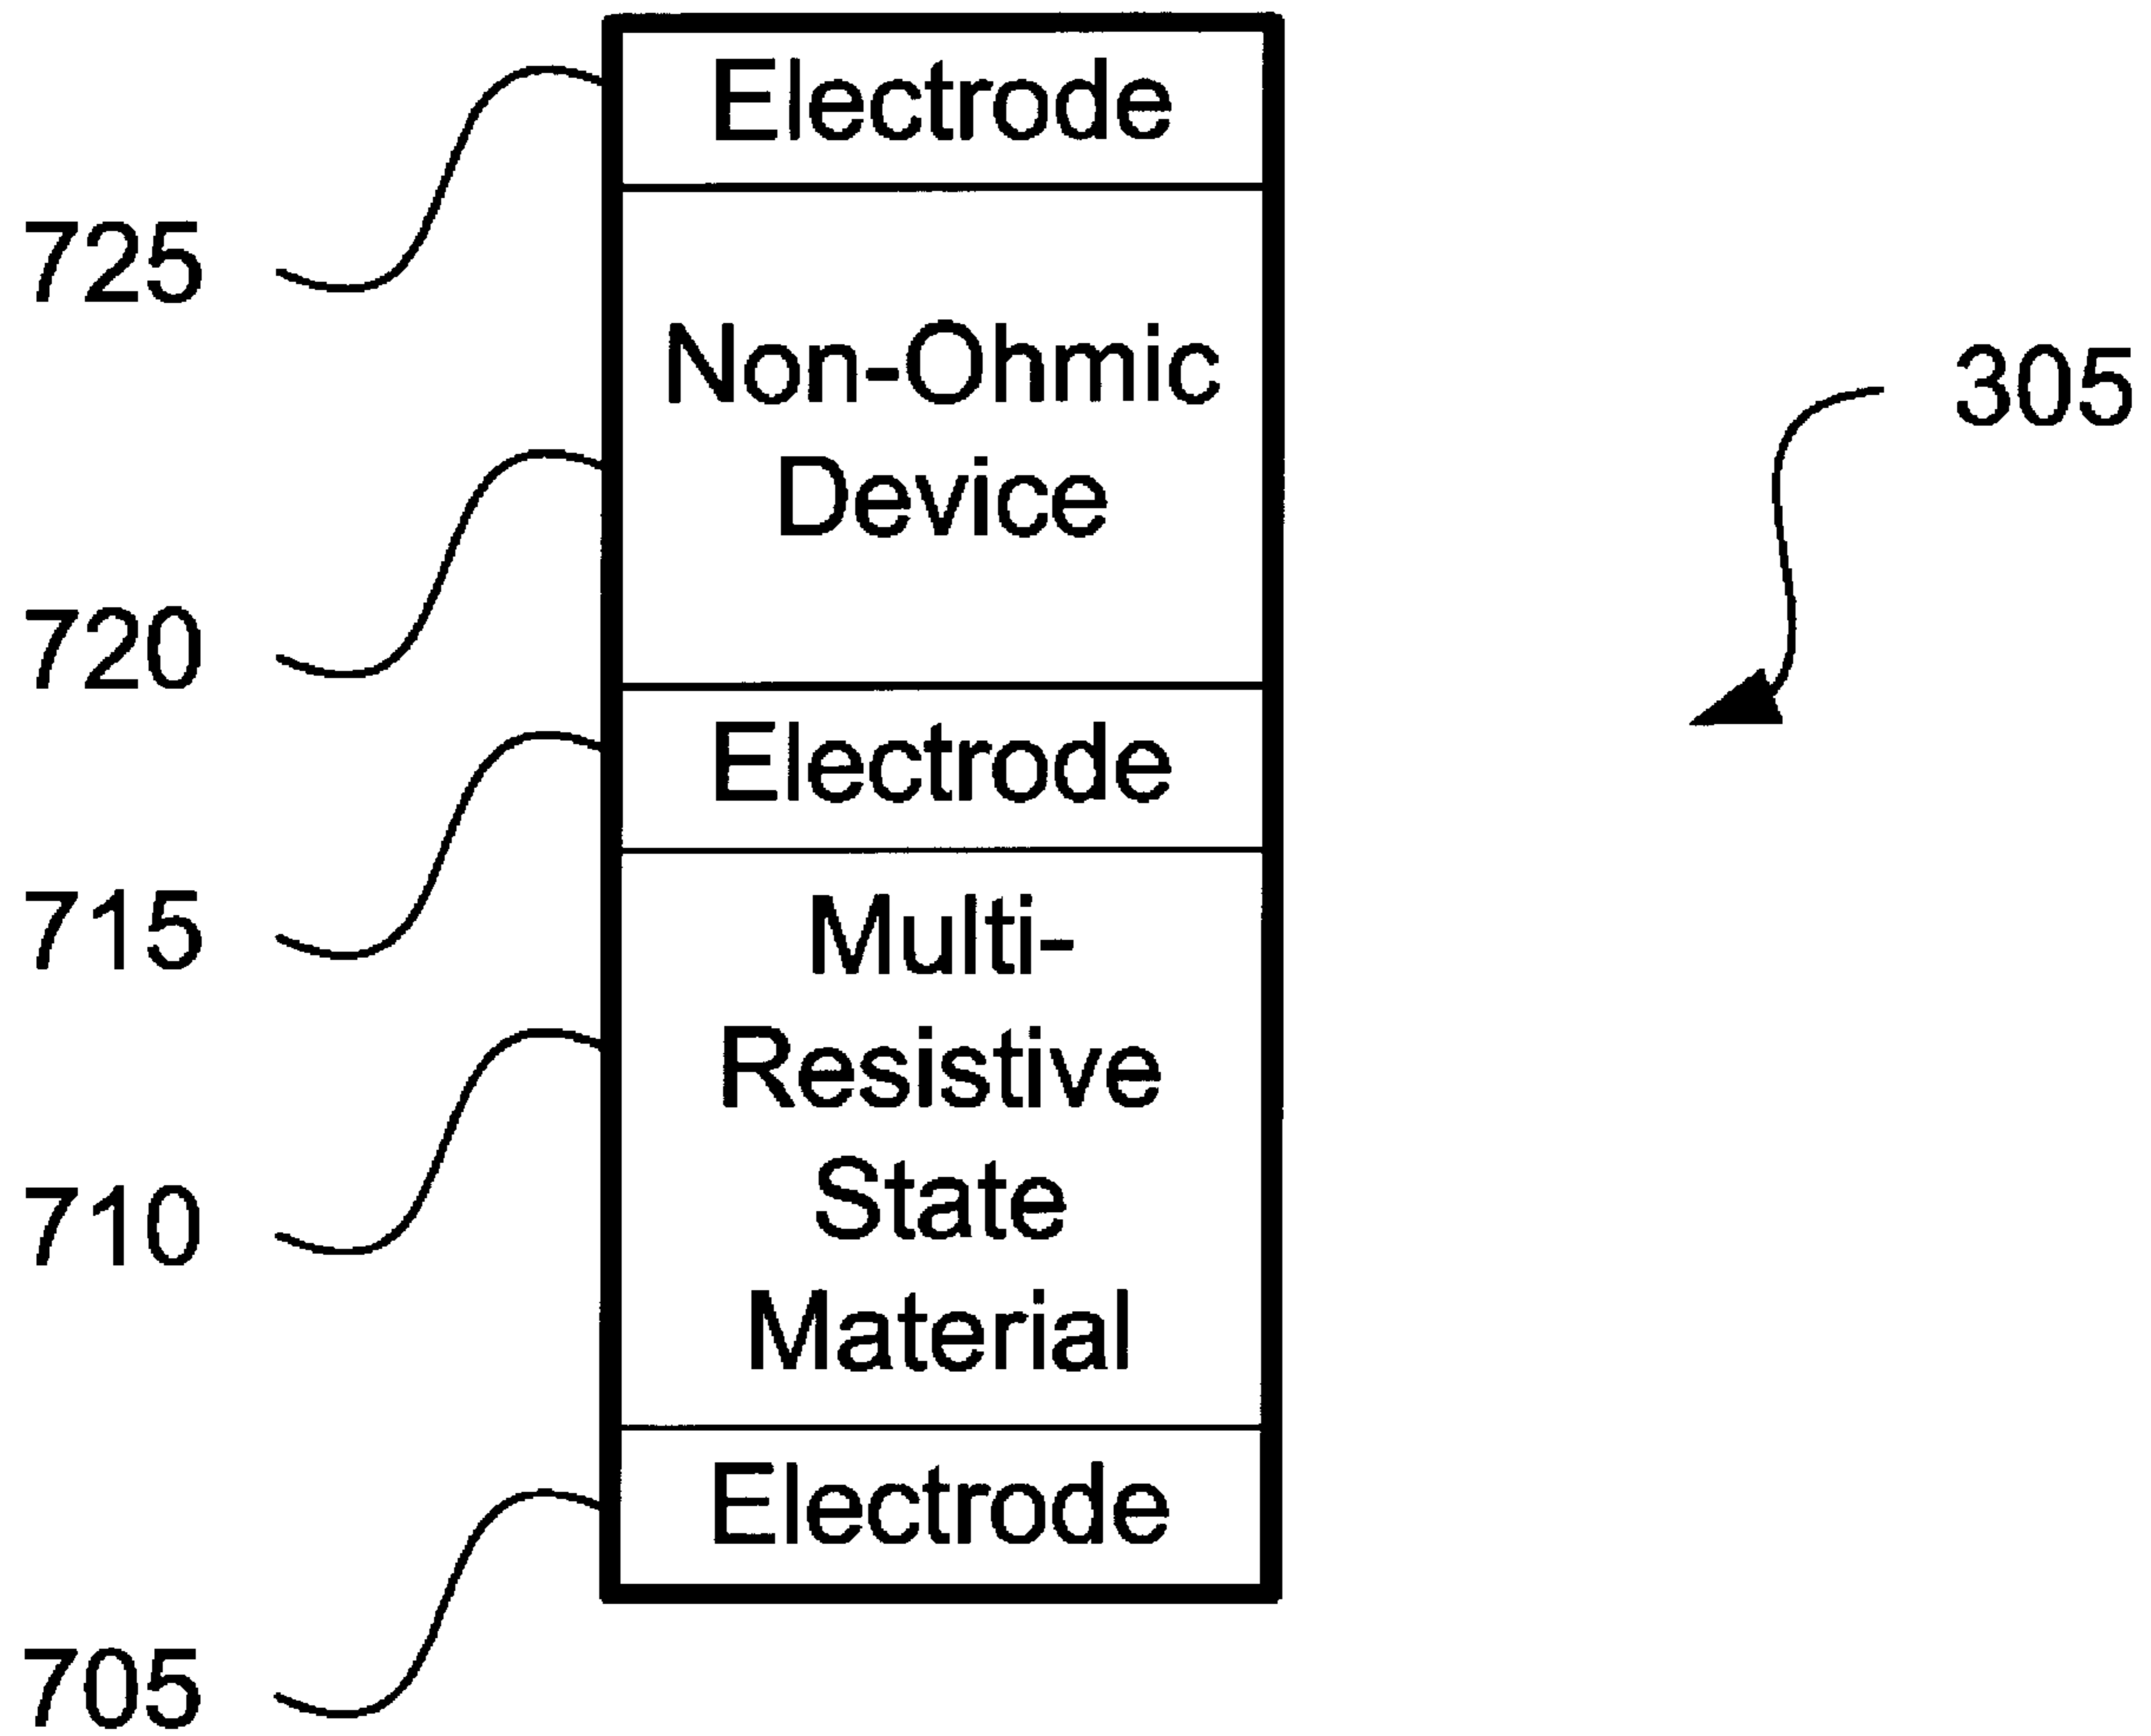 Electrode
725
Non-Ohmic
305
Device
720
Electrode
715
Multi-
Resistive
710
State
Material
Electrode
705